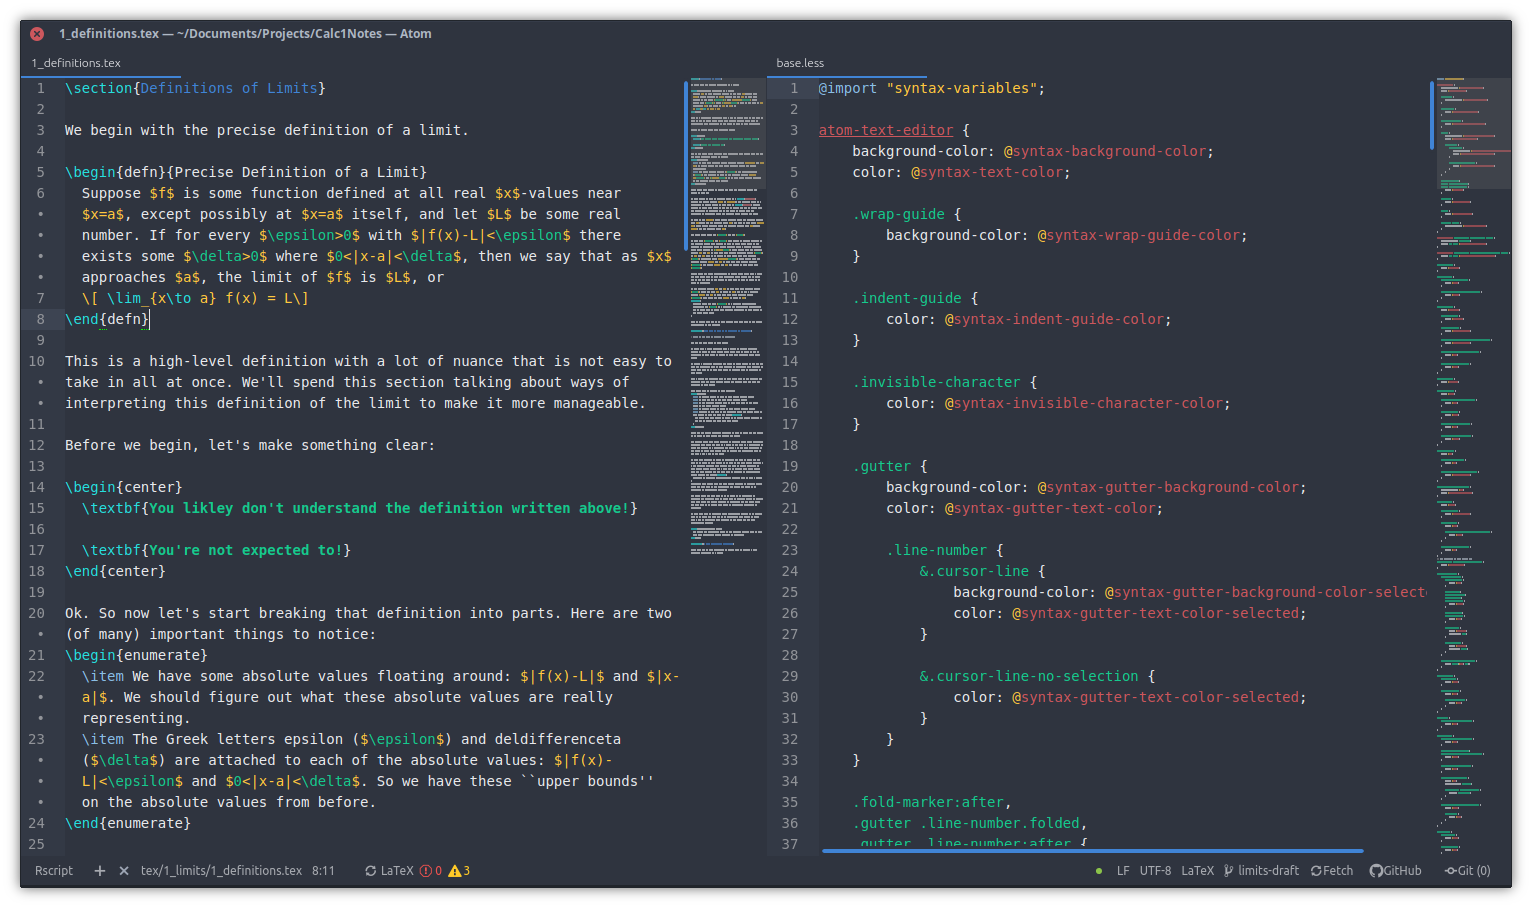 1_definitions.tex — ~/Documents/Projects/Calc1Notes — Atom
1_definitions.tex
1 \section{Definitions of Limits}
2
3 We begin with the precise definition of a limit.
4
5 \begin{defn}{Precise Definition of a Limit}
6 Suppose $f$ is some function defined at all real $x$-values near
• $x=a$, except possibly at $x=a$ itself, and let $L$ be some real
• number. If for every $\epsilon>0$ with $|f(x)-L|<\epsilon$ there
• exists some $\delta>0$ where $0<|x-a|<\delta$, then we say that as $x$
• approaches $a$, the limit of $f$ is $L$, or
7 \[ \lim_{x\to a} f(x) = L\]
8 \end{defn}
9
10 This is a high-level definition with a lot of nuance that is not easy to
• take in all at once. We'll spend this section talking about ways of
• interpreting this definition of the limit to make it more manageable.
11
12 Before we begin, let's make something clear:
13
14 \begin{center}
15 \textbf{You likley don't understand the definition written above!}
16
17 \textbf{You're not expected to!}
18 \end{center}
19
20 Ok. So now let's start breaking that definition into parts. Here are two
• (of many) important things to notice:
21 \begin{enumerate}
22 \item We have some absolute values floating around: $|f(x)-L|$ and $|x-
• a|$. We should figure out what these absolute values are really
• representing.
23 \item The Greek letters epsilon ($\epsilon$) and deldifferenceta
• ($\delta$) are attached to each of the absolute values: $|f(x)-
• L|<\epsilon$ and $0<|x-a|<\delta$. So we have these ``upper bounds''
• on the absolute values from before.
24 \end{enumerate}
25
base.less
1 @import "syntax-variables";
2
3 atom-text-editor {
4 background-color: @syntax-background-color;
5 color: @syntax-text-color;
6
7 .wrap-guide {
8 background-color: @syntax-wrap-guide-color;
9 }
10
11 .indent-guide {
12 color: @syntax-indent-guide-color;
13 }
14
15 .invisible-character {
16 color: @syntax-invisible-character-color;
17 }
18
19 .gutter {
20 background-color: @syntax-gutter-background-color;
21 color: @syntax-gutter-text-color;
22
23 .line-number {
24 &.cursor-line {
25 background-color: @syntax-gutter-background-color-select
26 color: @syntax-gutter-text-color-selected;
27 }
28
29 &.cursor-line-no-selection {
30 color: @syntax-gutter-text-color-selected;
31 }
32 }
33 }
34
35 .fold-marker:after,
36 .gutter .line-number.folded,
37 .gutter .line-number:after {
Rscript + × tex/1_limits/1_definitions.tex 8:11 LaTeX 0 3 LF UTF-8 LaTeX limits-draft Fetch GitHub Git (0)